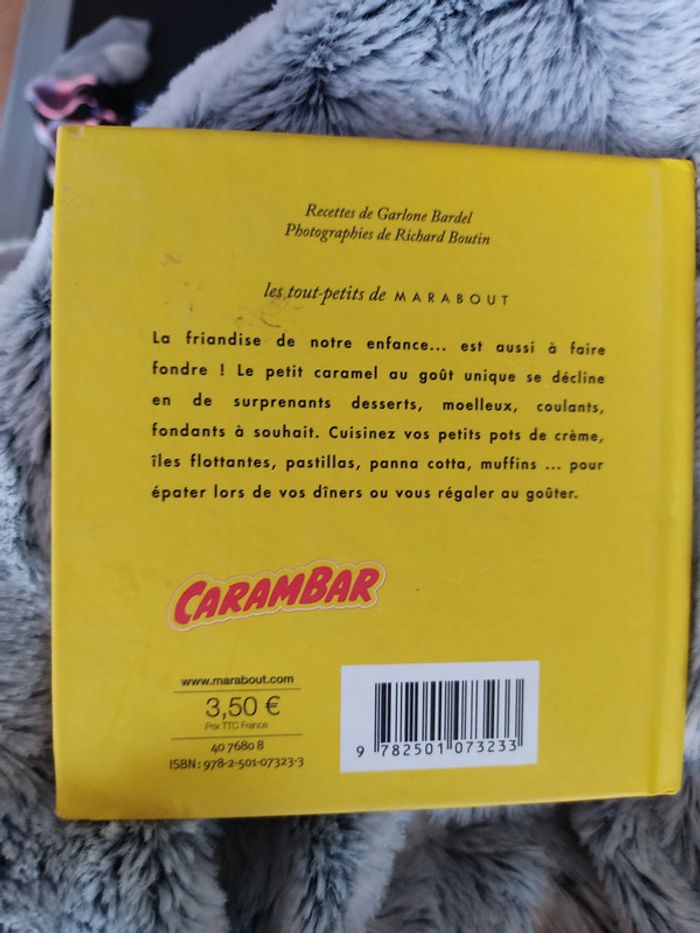 Recettes de Garlone Bardel
Photographies de Richard Boutin
les tout-petits de MARABOUT
La friandise de notre enfance... est aussi à faire
fondre ! Le petit caramel au goût unique se décline
en de surprenants desserts, moelleux, coulants,
fondants à souhait. Cuisinez vos petits pots de crème,
îles flottantes, pastillas, panna cotta, muffins ... pour
épater lors de vos dîners ou vous régaler au goûter.
CARAMBAR
www.marabout.com
3,50 €
Prix TTC France
40 7680 8
ISBN : 978-2-501-07323-3
9 782501 073233